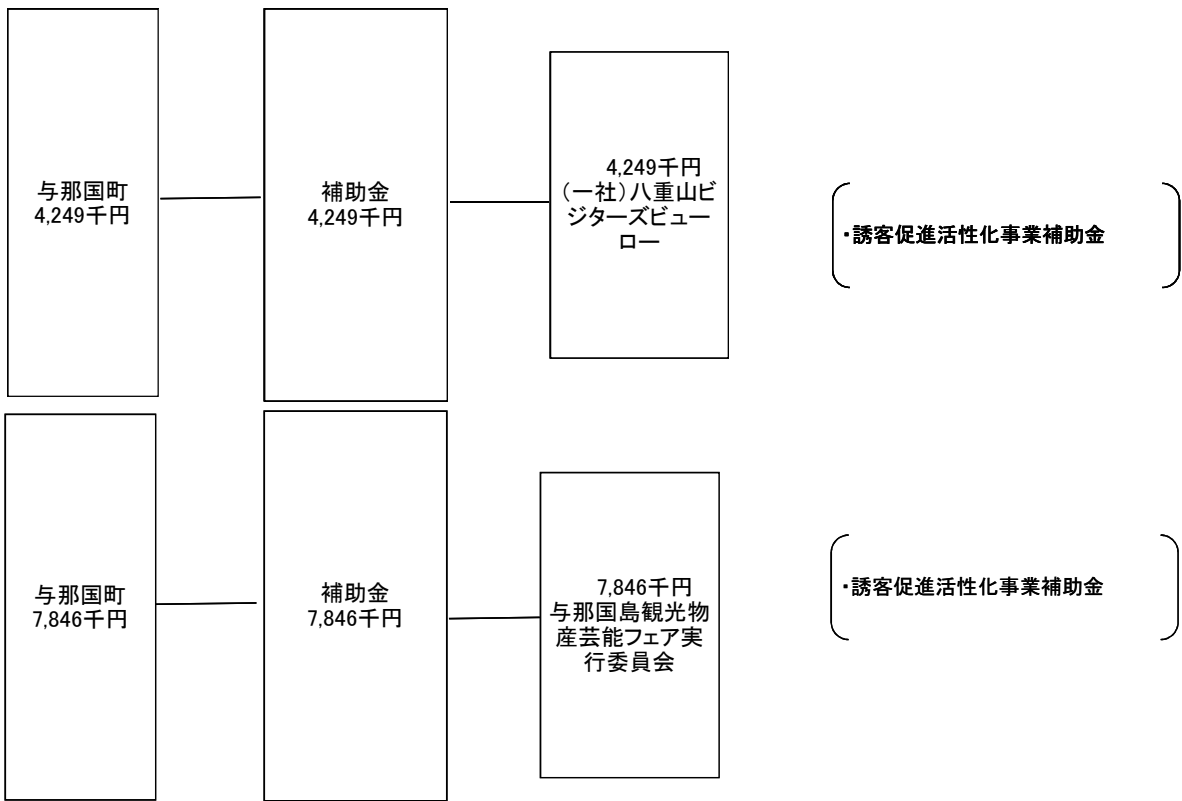 与那国町
4,249千円
補助金
4,249千円
4,249千円
（一社）八重山ビ
ジターズビュー
ロー
・誘客促進活性化事業補助金
与那国町
7,846千円
補助金
7,846千円
7,846千円
与那国島観光物
産芸能フェア実
行委員会
・誘客促進活性化事業補助金